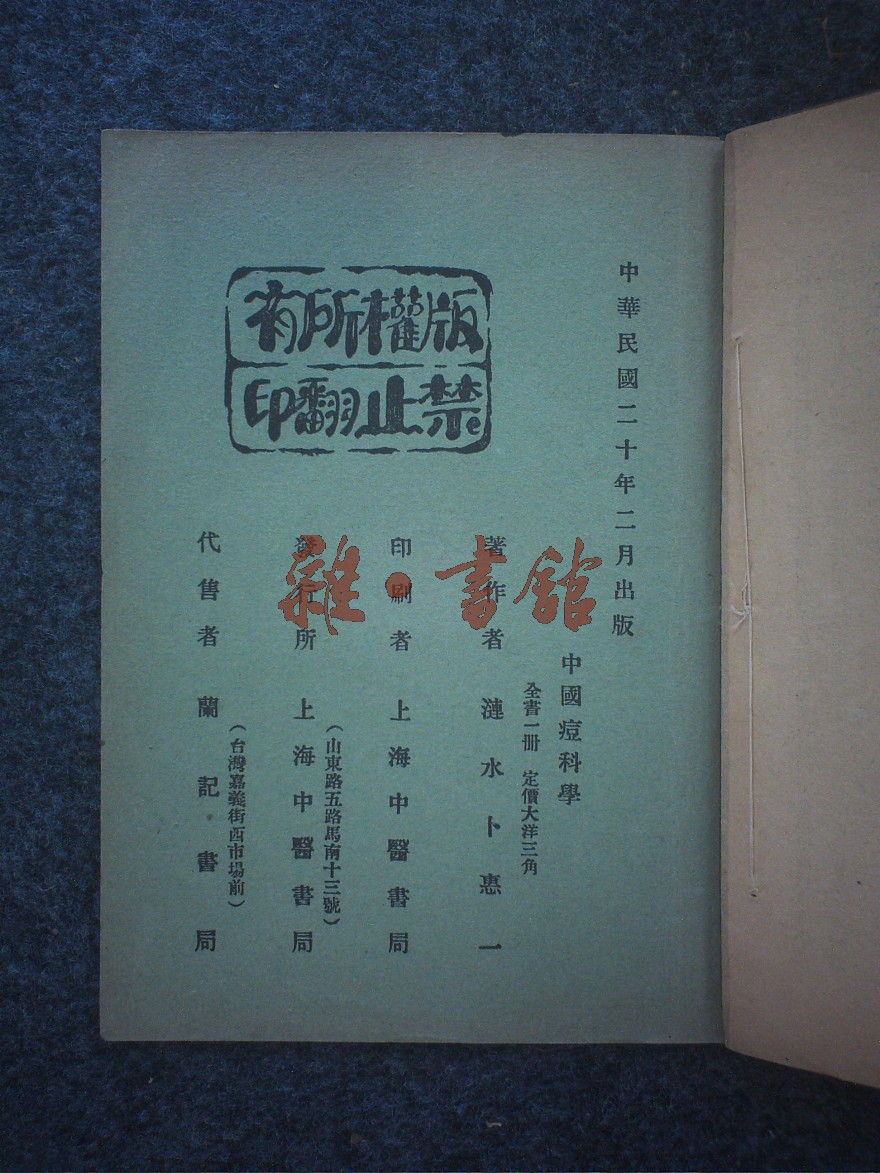 中華民國二十年二月出版
中國痘科學
全書一冊 定價大洋三角
著作者 漣水卜惠一
印刷者 上海中醫書局
(山東路五路馬南十三號)
發行所 上海中醫書局
(台灣嘉義街西市場前)
代售者 蘭記書局
版權所有
禁止翻印
雜·書館